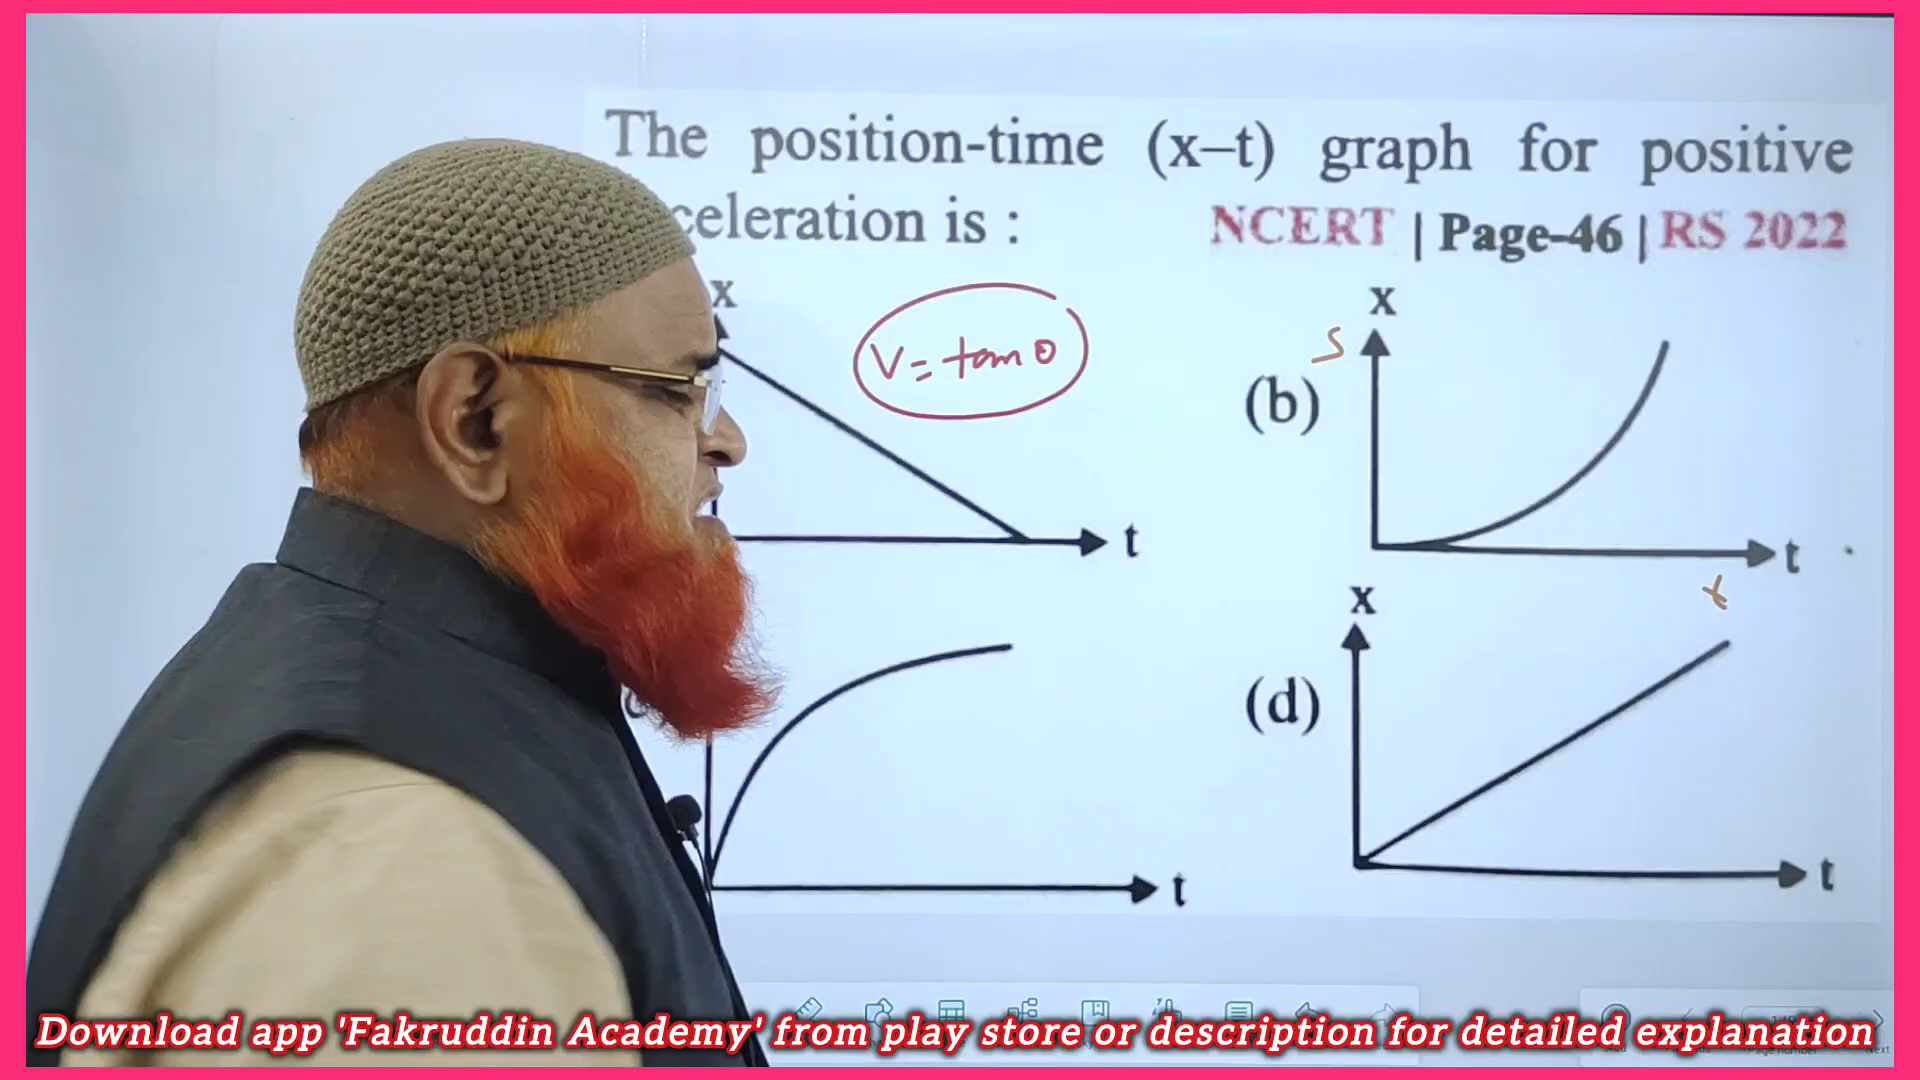 The position-time (x–t) graph for positive
celeration is :
NCERT | Page-46 | RS 2022
x
V = tan θ
t
(b)
S
x
t
t
t
(d)
x
t
Download app 'Fakruddin Academy' from play store or description for detailed explanation